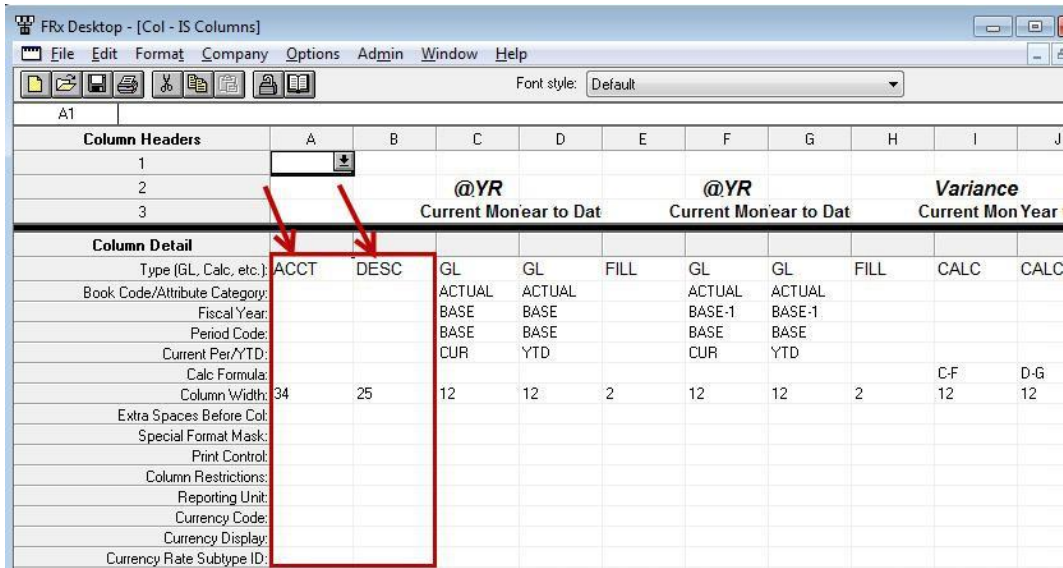 FRx Desktop - [Col - IS Columns]
File Edit Format Company Options Admin Window Help
Font style: Default
A1
Column Headers A B C D E F G H I J
1
2 @YR @YR Variance
3 Current Mon ear to Dat Current Mon ear to Dat Current Mon Year
Column Detail
Type (GL, Calc, etc.): ACCT DESC GL GL FILL GL GL FILL CALC CALC
Book Code/Attribute Category: ACTUAL ACTUAL ACTUAL ACTUAL
Fiscal Year: BASE BASE BASE-1 BASE-1
Period Code: BASE BASE BASE BASE
Current Per/YTD: CUR YTD CUR YTD
Calc Formula: C-F D-G
Column Width: 34 25 12 12 2 12 12 2 12 12
Extra Spaces Before Col:
Special Format Mask:
Print Control:
Column Restrictions:
Reporting Unit:
Currency Code:
Currency Display:
Currency Rate Subtype ID: